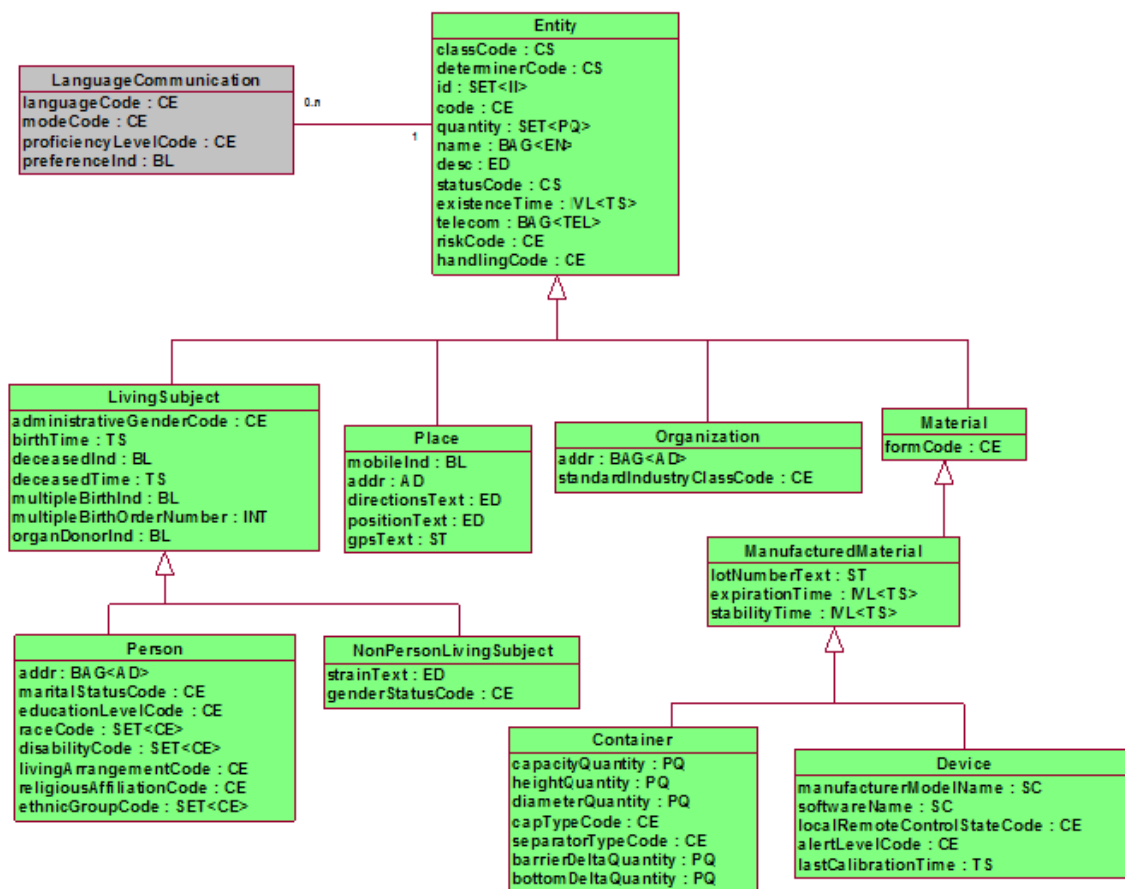 Entity
classCode : CS
determinerCode : CS
id : SET<II>
code : CE
quantity : SET<PQ>
name : BAG<EN>
desc : ED
statusCode : CS
existenceTime : IVL<TS>
telecom : BAG<TEL>
riskCode : CE
handlingCode : CE
LanguageCommunication
languageCode : CE
modeCode : CE
proficiencyLevelCode : CE
preferenceInd : BL
0..n
1
LivingSubject
administrativeGenderCode : CE
birthTime : TS
deceasedInd : BL
deceasedTime : TS
multipleBirthInd : BL
multipleBirthOrderNumber : INT
organDonorInd : BL
Place
mobileInd : BL
addr : AD
directionsText : ED
positionText : ED
gpsText : ST
Organization
addr : BAG<AD>
standardIndustryClassCode : CE
Material
formCode : CE
ManufacturedMaterial
lotNumberText : ST
expirationTime : IVL<TS>
stabilityTime : IVL<TS>
Person
addr : BAG<AD>
maritalStatusCode : CE
educationLevelCode : CE
raceCode : SET<CE>
disabilityCode : SET<CE>
livingArrangementCode : CE
religiousAffiliationCode : CE
ethnicGroupCode : SET<CE>
NonPersonLivingSubject
strainText : ED
genderStatusCode : CE
Container
capacityQuantity : PQ
heightQuantity : PQ
diameterQuantity : PQ
capTypeCode : CE
separatorTypeCode : CE
barrierDeltaQuantity : PQ
bottomDeltaQuantity : PQ
Device
manufacturerModelName : SC
softwareName : SC
localRemoteControlStateCode : CE
alertLevelCode : CE
lastCalibrationTime : TS